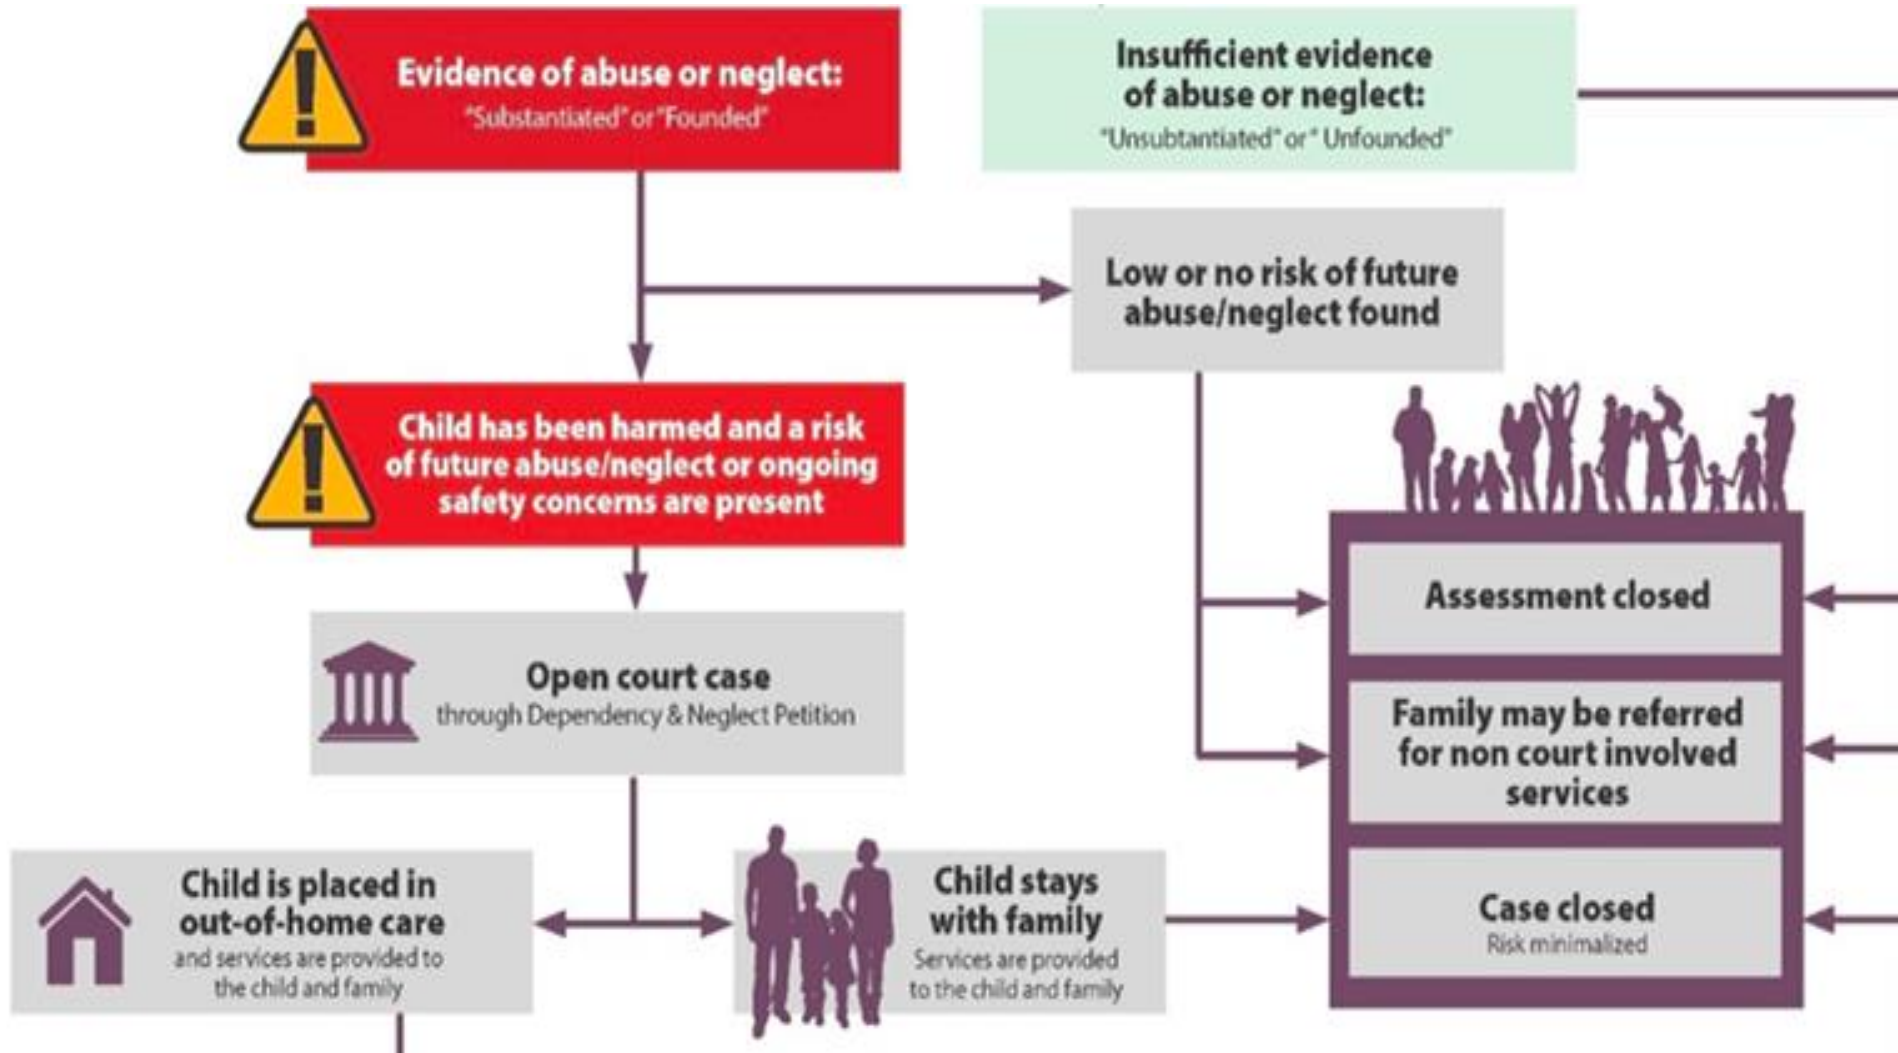 Evidence of abuse or neglect:
"Substantiated" or "Founded"
Insufficient evidence
of abuse or neglect:
"Unsubtantiated" or " Unfounded"
Low or no risk of future
abuse/neglect found
Child has been harmed and a risk
of future abuse/neglect or ongoing
safety concerns are present
Open court case
through Dependency & Neglect Petition
Assessment closed
Family may be referred
for non court involved
services
Child is placed in
out-of-home care
and services are provided to
the child and family
Child stays
with family
Services are provided
to the child and family
Case closed
Risk minimalized